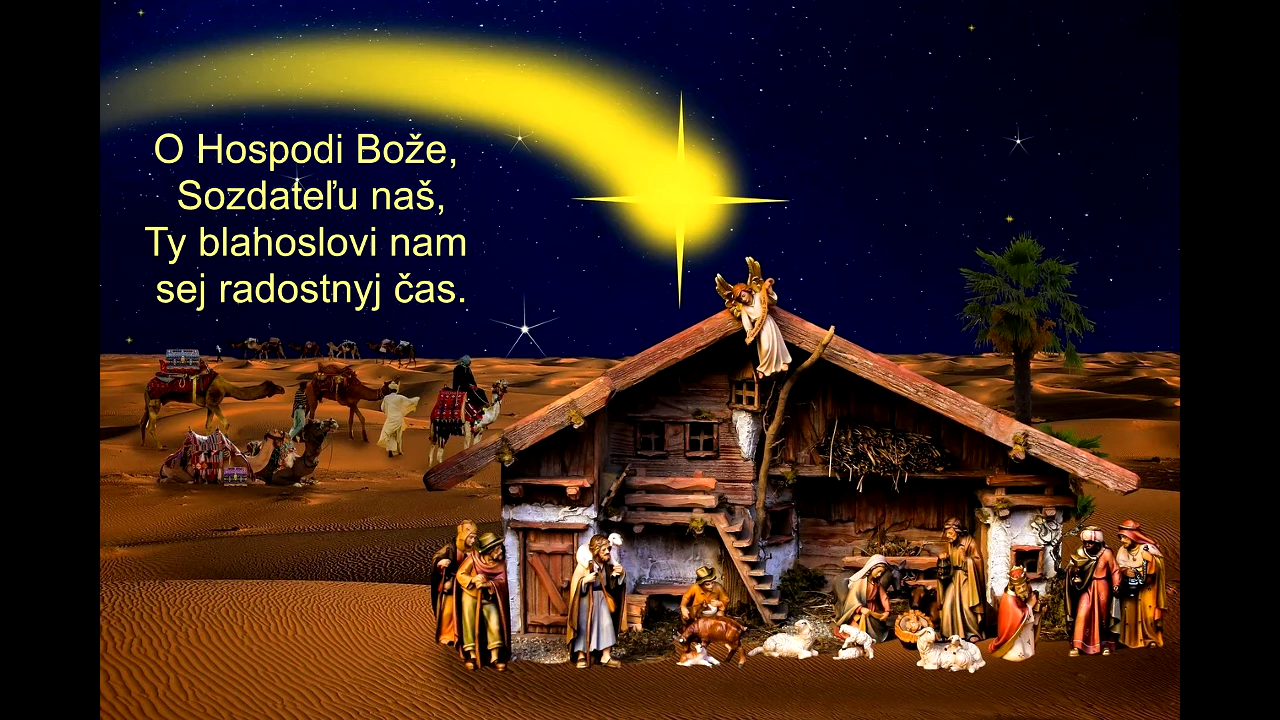 O Hospodi Bože,
Sozdateľu naš,
Ty blahoslovi nam
sej radostnyj čas.